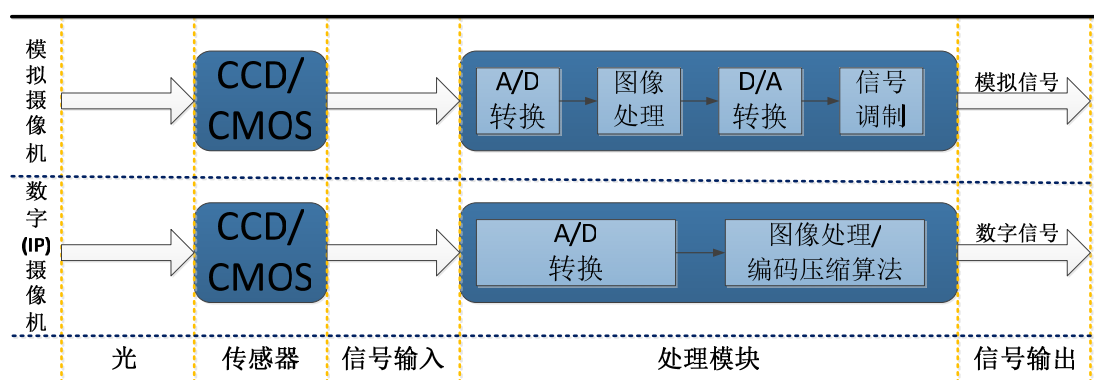 模拟摄像机
CCD/
CMOS
A/D
转换
图像
处理
D/A
转换
信号
调制
模拟信号
数字(IP)摄像机
CCD/
CMOS
A/D
转换
图像处理/
编码压缩算法
数字信号
光
传感器
信号输入
处理模块
信号输出